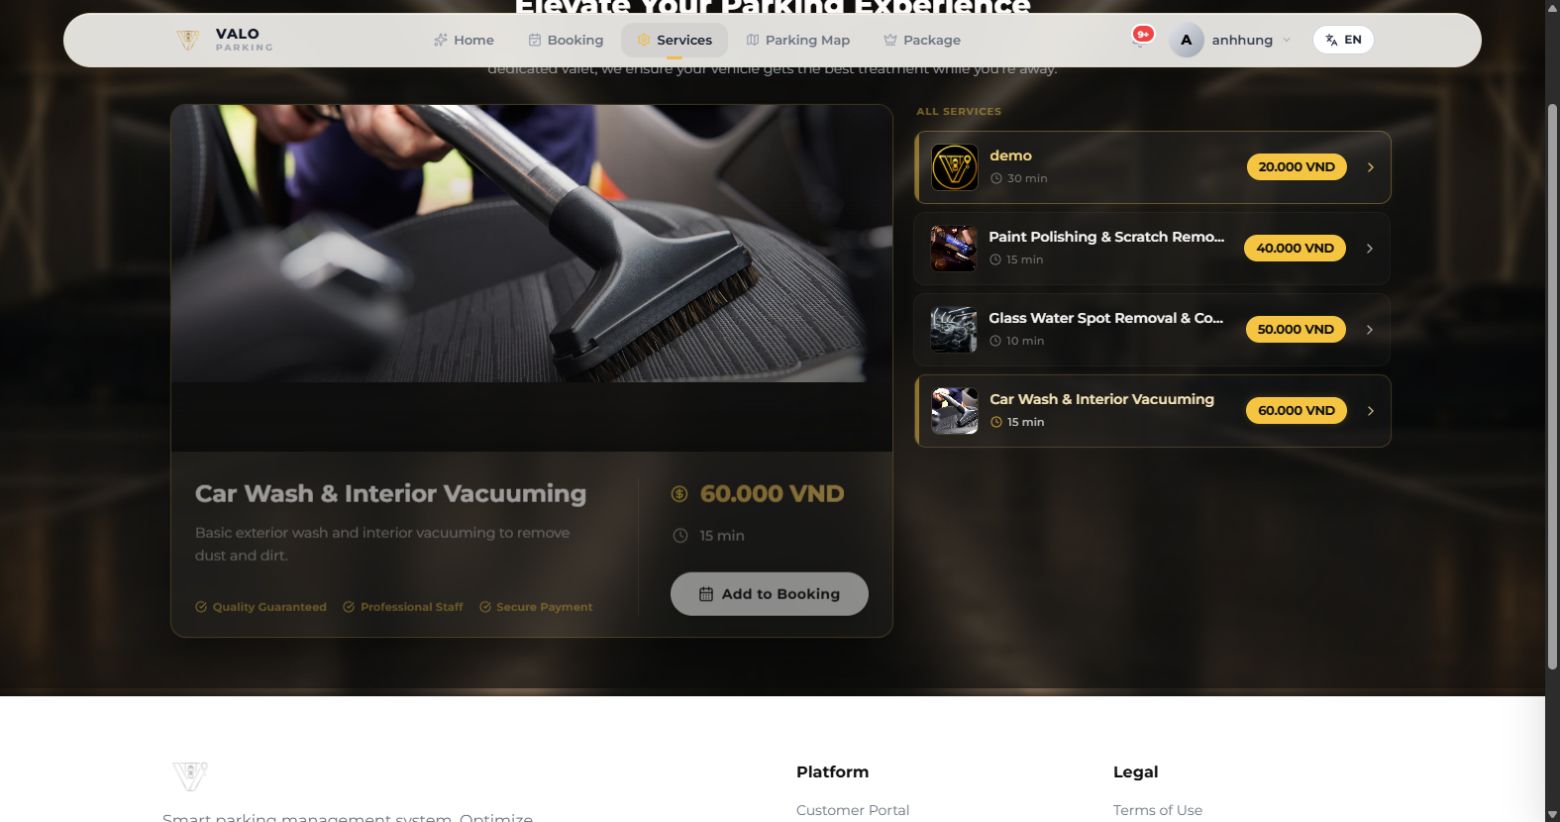 Elevate Your Parking Experience
VALO
PARKING
Home
Booking
Services
Parking Map
Package
9+
A
anhhung
EN
dedicated valet, we ensure your vehicle gets the best treatment while you're away.
ALL SERVICES
demo
30 min
20.000 VND
Paint Polishing & Scratch Remo...
15 min
40.000 VND
Glass Water Spot Removal & Co...
10 min
50.000 VND
Car Wash & Interior Vacuuming
15 min
60.000 VND
Car Wash & Interior Vacuuming
Basic exterior wash and interior vacuuming to remove
dust and dirt.
Quality Guaranteed
Professional Staff
Secure Payment
60.000 VND
15 min
Add to Booking
Smart parking management system. Optimize
Platform
Customer Portal
Legal
Terms of Use